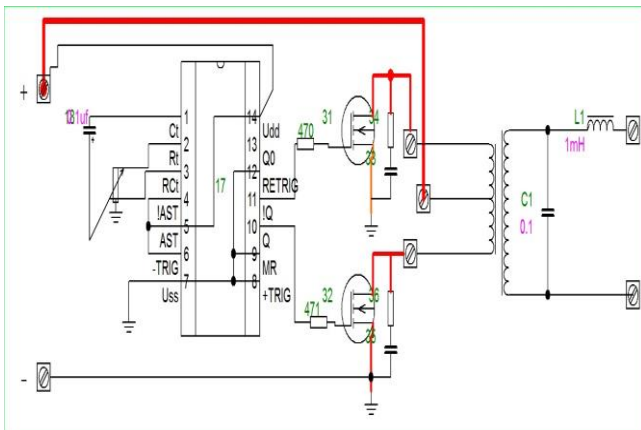 +
0.1uf
1
2
3
4
5
6
7
Ct
Rt
RCt
!AST
AST
-TRIG
Uss
17
14
13
12
11
10
9
8
Udd
Q0
RETRIG
!Q
Q
MR
+TRIG
470
471
31
34
33
32
36
35
L1
1mH
C1
0.1
-